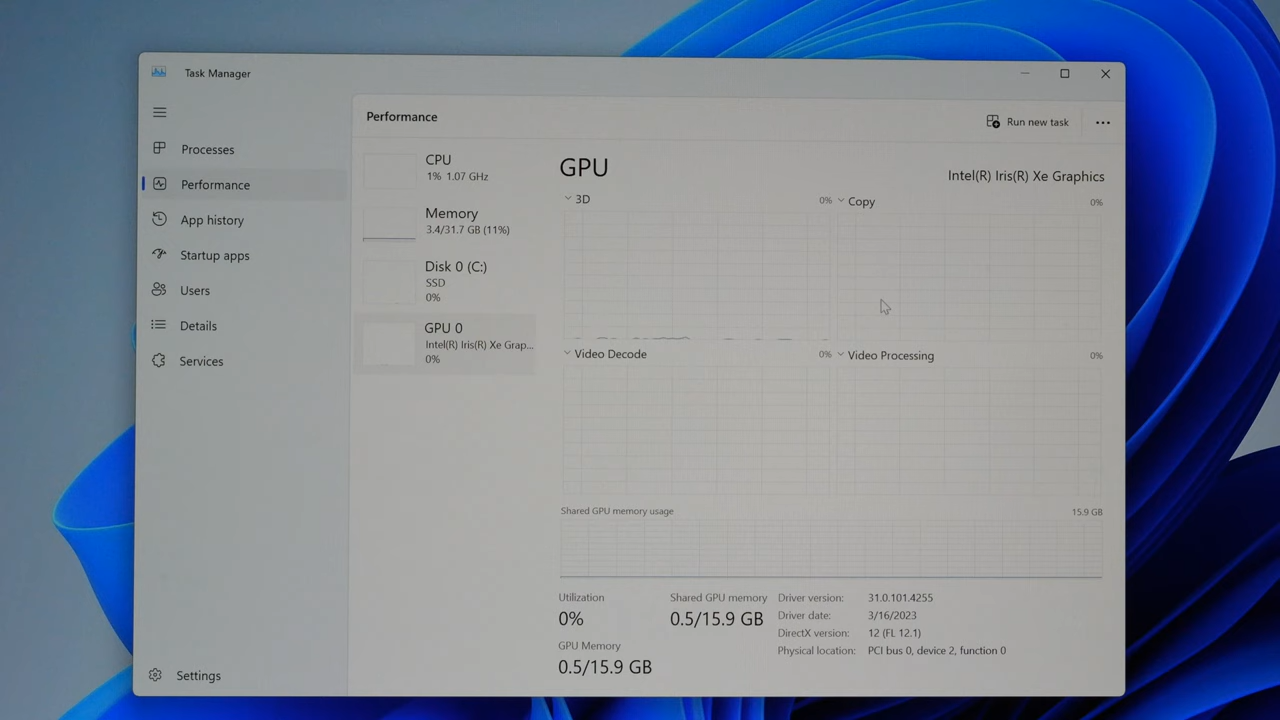 Task Manager
Performance
Run new task
Processes
Performance
App history
Startup apps
Users
Details
Services
Settings
CPU
1% 1.07 GHz
Memory
3.4/31.7 GB (11%)
Disk 0 (C:)
SSD
0%
GPU 0
Intel(R) Iris(R) Xe Grap...
0%
GPU
Intel(R) Iris(R) Xe Graphics
3D 0%
Copy 0%
Video Decode 0%
Video Processing 0%
Shared GPU memory usage 15.9 GB
Utilization
0%
Shared GPU memory
0.5/15.9 GB
GPU Memory
0.5/15.9 GB
Driver version: 31.0.101.4255
Driver date: 3/16/2023
DirectX version: 12 (FL 12.1)
Physical location: PCI bus 0, device 2, function 0